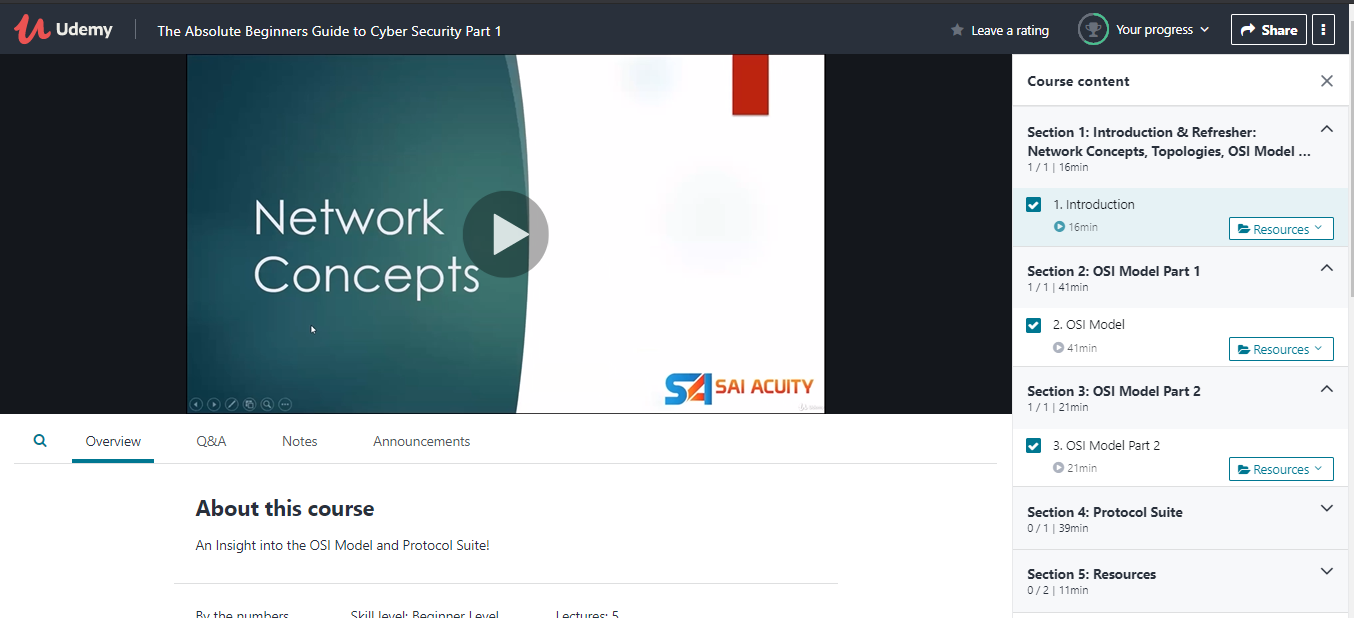 Udemy
The Absolute Beginners Guide to Cyber Security Part 1
Leave a rating
Your progress
Share
Network
Concepts
SAI ACUITY
Course content
Section 1: Introduction & Refresher:
Network Concepts, Topologies, OSI Model ...
1 / 1 | 16min
1. Introduction
16min
Resources
Section 2: OSI Model Part 1
1 / 1 | 41min
2. OSI Model
41min
Resources
Section 3: OSI Model Part 2
1 / 1 | 21min
3. OSI Model Part 2
21min
Resources
Section 4: Protocol Suite
0 / 1 | 39min
Section 5: Resources
0 / 2 | 11min
Overview
Q&A
Notes
Announcements
About this course
An Insight into the OSI Model and Protocol Suite!
By the numbers
Skill level: Beginner Level
Lectures: 5